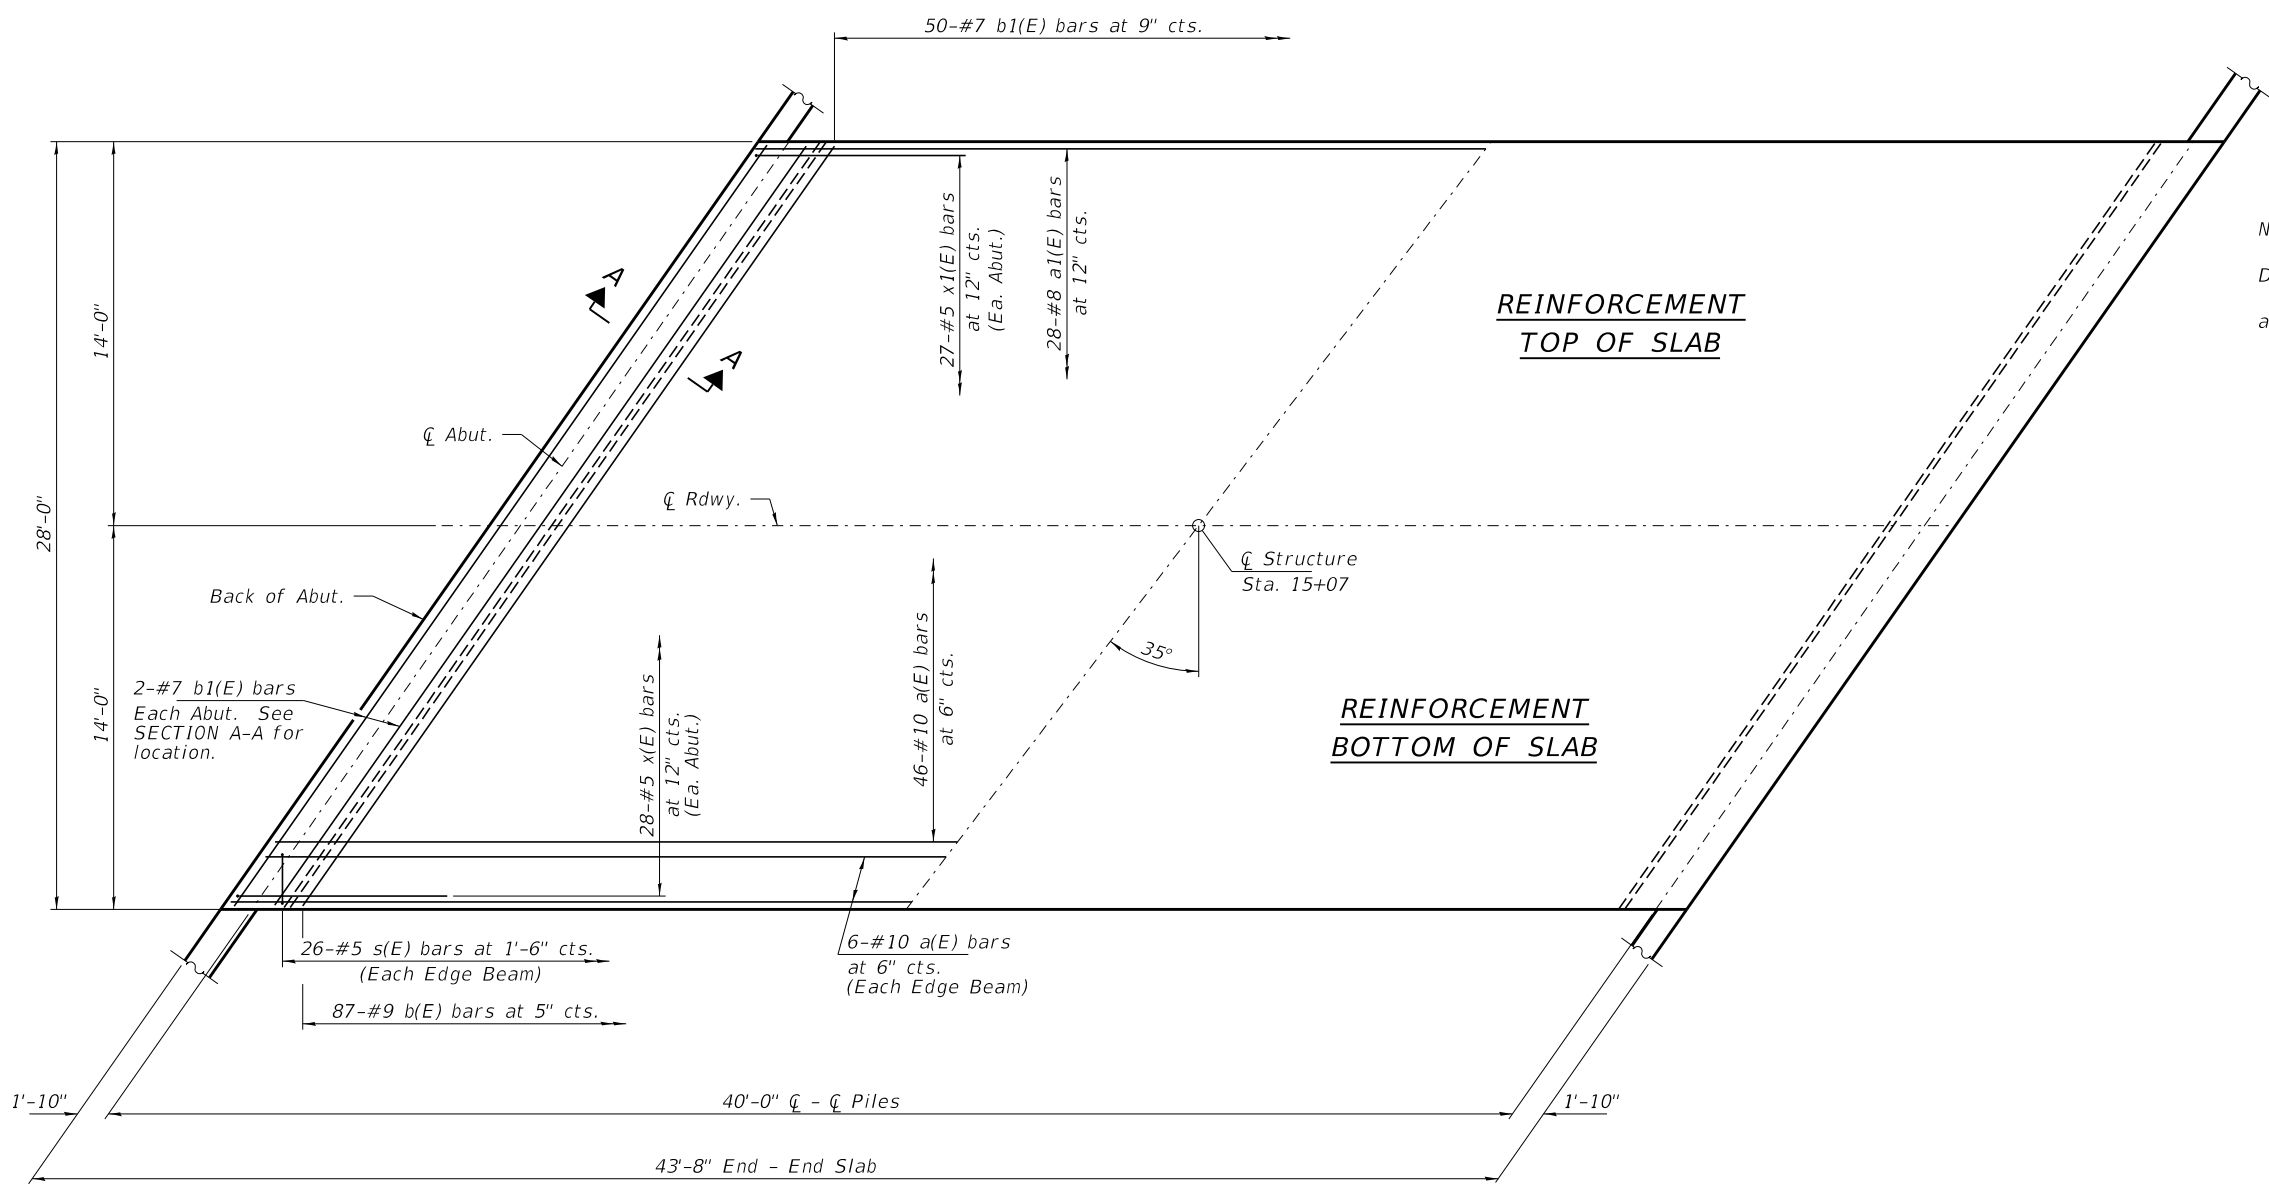 50-#7 b1(E) bars at 9" cts.
A
A
27-#5 x1(E) bars
at 12" cts.
(Ea. Abut.)
28-#8 a1(E) bars
at 12" cts.
REINFORCEMENT
TOP OF SLAB
N
D
a
14'-0"
28'-0"
14'-0"
℄ Abut.
℄ Rdwy.
℄ Structure
Sta. 15+07
35°
Back of Abut.
2-#7 b1(E) bars
Each Abut. See
SECTION A-A for
location.
28-#5 x(E) bars
at 12" cts.
(Ea. Abut.)
46-#10 a(E) bars
at 6" cts.
REINFORCEMENT
BOTTOM OF SLAB
26-#5 s(E) bars at 1'-6" cts.
(Each Edge Beam)
6-#10 a(E) bars
at 6" cts.
(Each Edge Beam)
87-#9 b(E) bars at 5" cts.
1'-10"
40'-0" ℄ - ℄ Piles
1'-10"
43'-8" End - End Slab